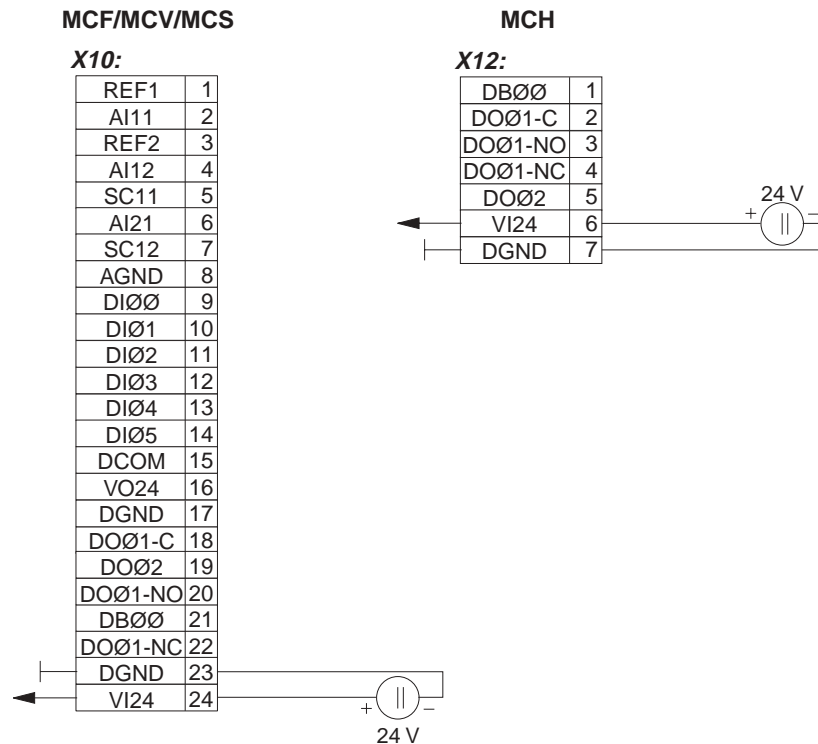 MCF/MCV/MCS
X10:
REF1 1
AI11 2
REF2 3
AI12 4
SC11 5
AI21 6
SC12 7
AGND 8
DIØØ 9
DIØ1 10
DIØ2 11
DIØ3 12
DIØ4 13
DIØ5 14
DCOM 15
VO24 16
DGND 17
DOØ1-C 18
DOØ2 19
DOØ1-NO 20
DBØØ 21
DOØ1-NC 22
DGND 23
VI24 24
+ –
24 V
MCH
X12:
DBØØ 1
DOØ1-C 2
DOØ1-NO 3
DOØ1-NC 4
DOØ2 5
VI24 6
DGND 7
24 V
+ –